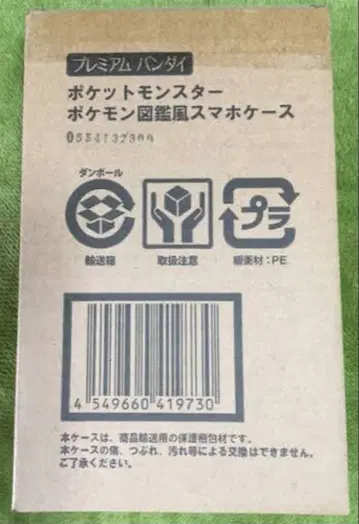 プレミアム バンダイ
ポケットモンスター
ポケモン図鑑風スマホケース
ダンボール
プラ
輸送箱
取扱注意
緩衝材:PE
4 549660 419730
本ケースは、商品輸送用の保護梱包材です。
本ケースの傷、つぶれ、汚れ等による交換はできません。
ご了承ください。